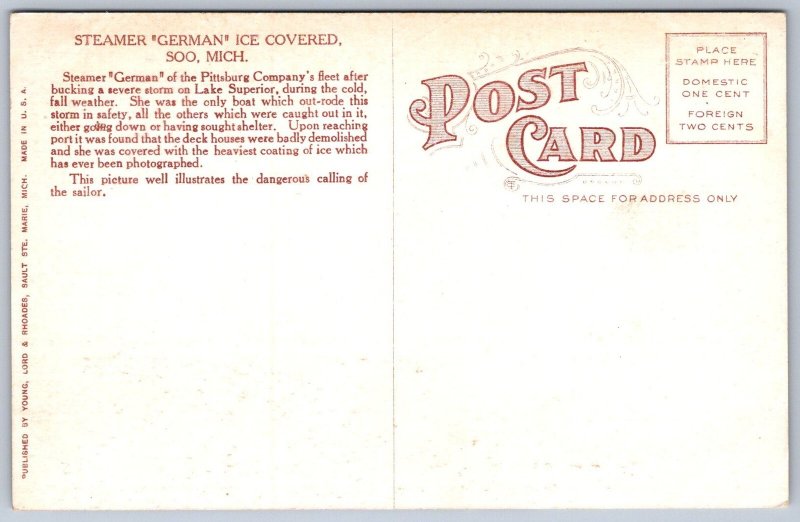 STEAMER "GERMAN" ICE COVERED,
SOO, MICH.
Steamer "German" of the Pittsburg Company's fleet after
bucking a severe storm on Lake Superior, during the cold,
fall weather. She was the only boat which out-rode this
storm in safety, all the others which were caught out in it,
either going down or having sought shelter. Upon reaching
port it was found that the deck houses were badly demolished
and she was covered with the heaviest coating of ice which
has ever been photographed.
This picture well illustrates the dangerous calling of
the sailor.
PUBLISHED BY YOUNG, LORD & RHOADES, SAULT STE. MARIE, MICH. MADE IN U. S. A.
POST
CARD
THIS SPACE FOR ADDRESS ONLY
PLACE
STAMP HERE
DOMESTIC
ONE CENT
FOREIGN
TWO CENTS